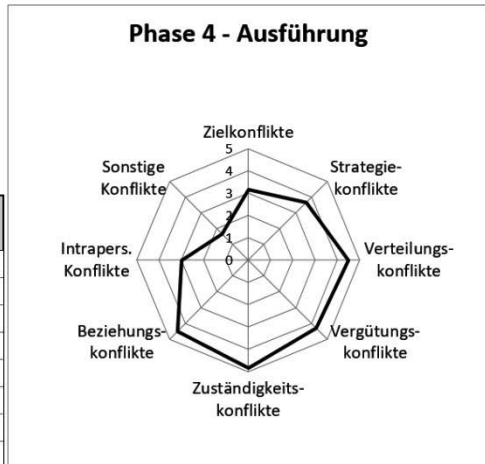 Phase 4 - Ausführung
Zielkonflikte
5
4
3
2
1
0
Strategie-
konflikte
Verteilungs-
konflikte
Vergütungs-
konflikte
Zuständigkeits-
konflikte
Beziehungs-
konflikte
Intrapers.
Konflikte
Sonstige
Konflikte